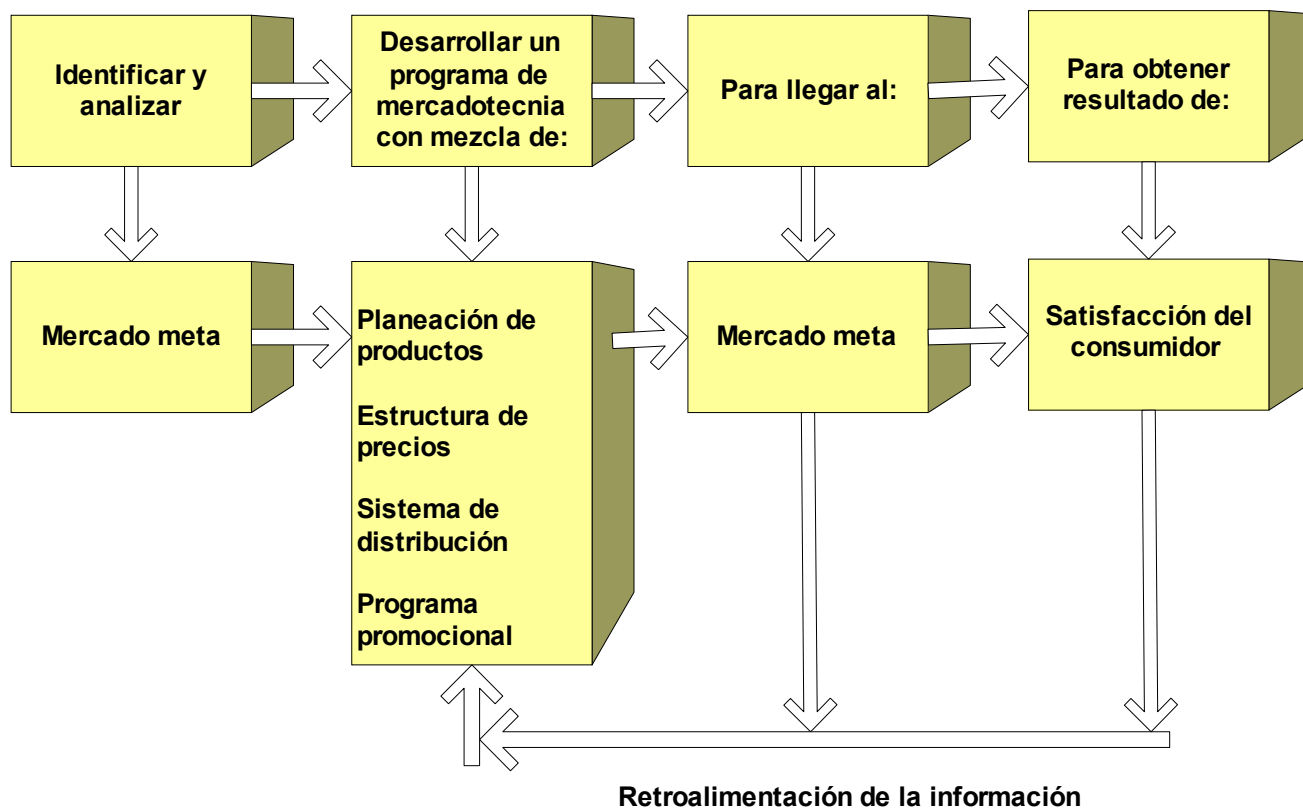 Identificar y
analizar
Desarrollar un
programa de
mercadotecnia
con mezcla de:
Para llegar al:
Para obtener
resultado de:
Mercado meta
Planeación de
productos
Estructura de
precios
Sistema de
distribución
Programa
promocional
Mercado meta
Satisfacción del
consumidor
Retroalimentación de la información